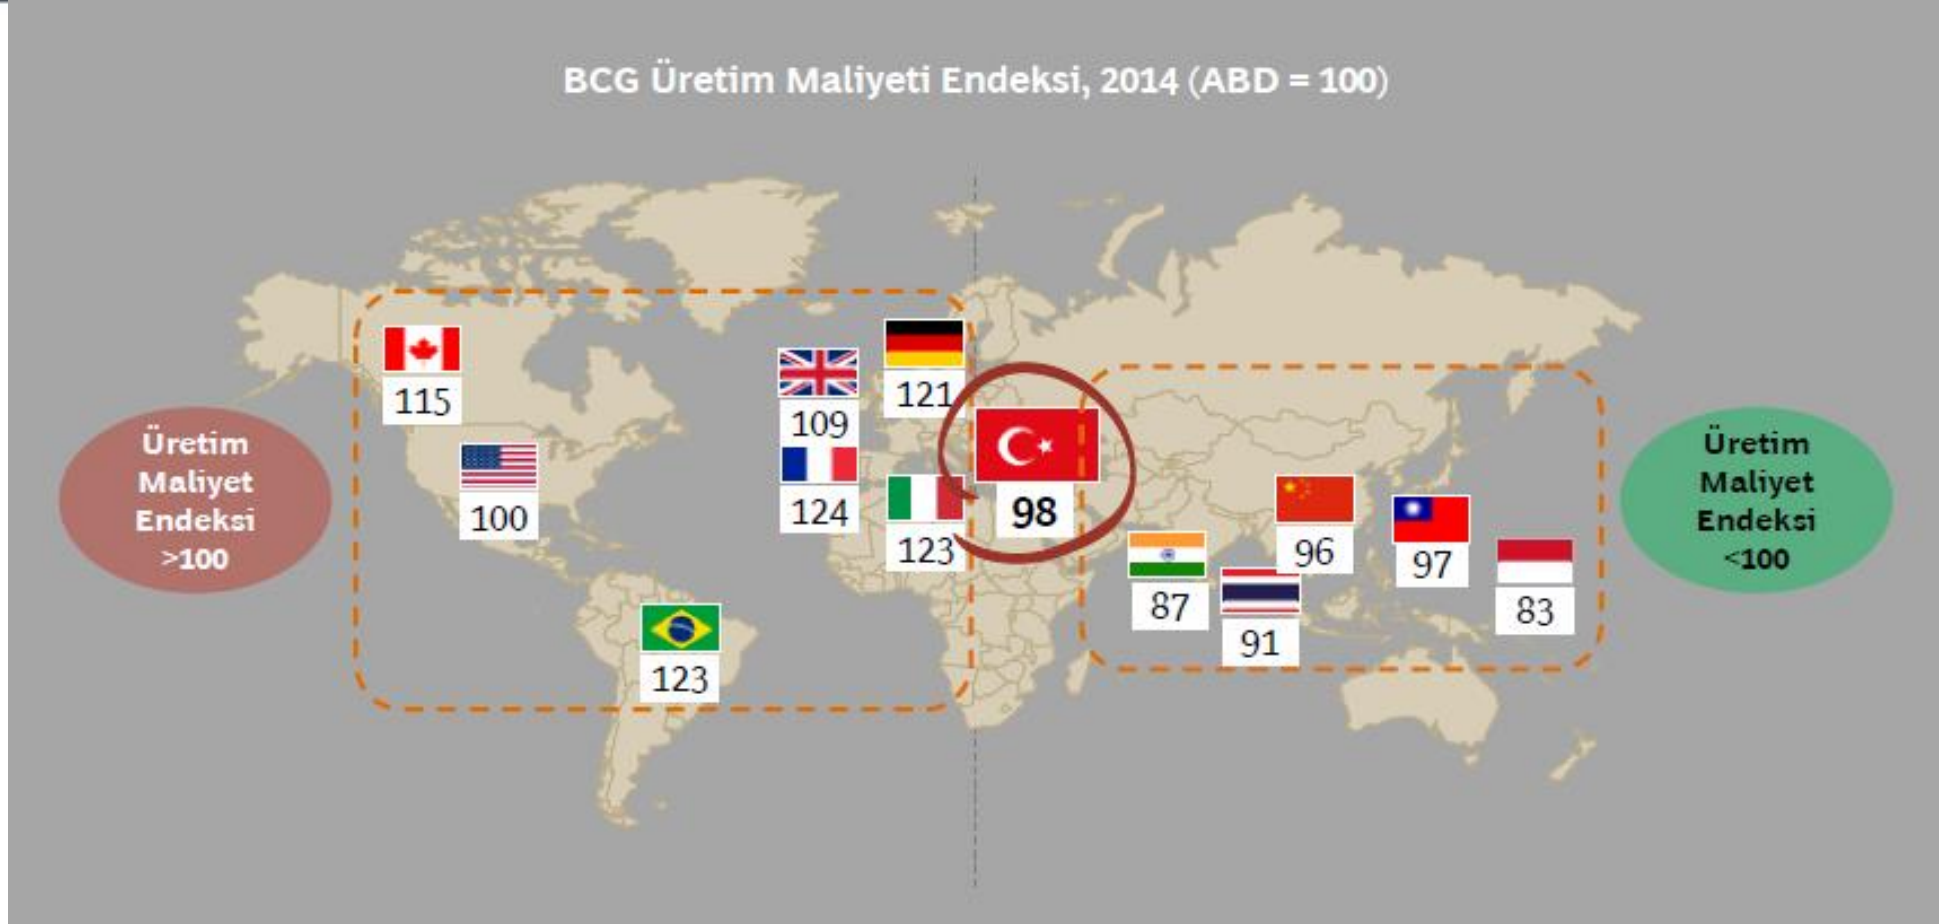 BCG Üretim Maliyeti Endeksi, 2014 (ABD = 100)
115
121
109
100
124
123
98
123
Üretim
Maliyet
Endeksi
>100
96
97
87
91
83
Üretim
Maliyet
Endeksi
<100